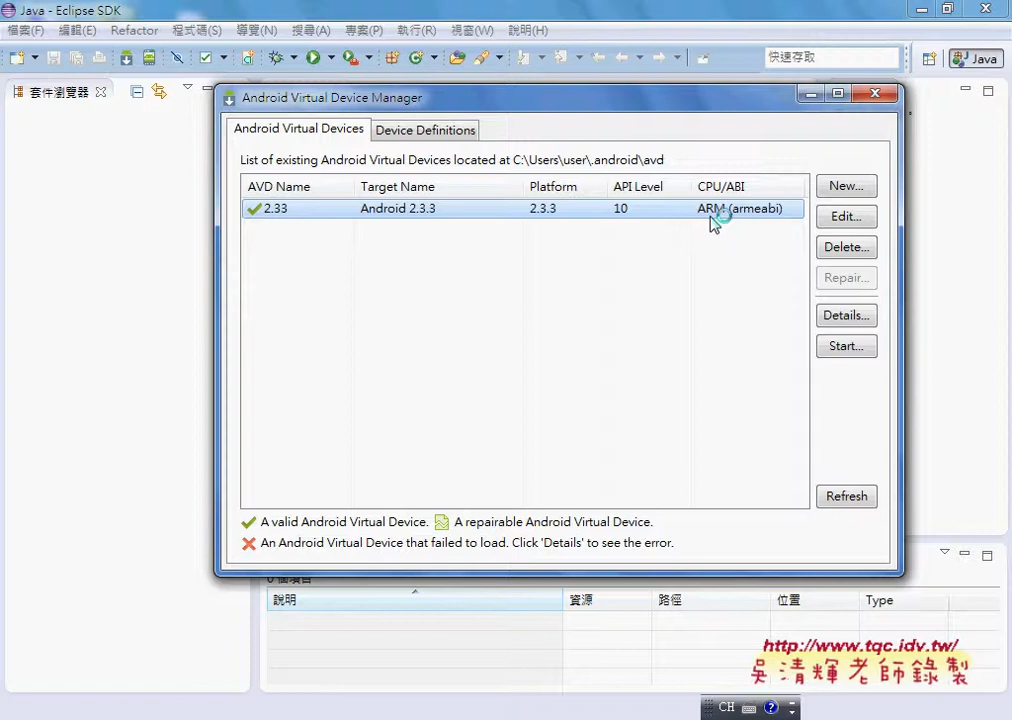 Java - Eclipse SDK
檔案(F) 編輯(E) Refactor 程式碼(S) 導覽(N) 搜尋(A) 專案(P) 執行(R) 視窗(W) 說明(H)
快速存取 Java
套件瀏覽器
Android Virtual Device Manager
Android Virtual Devices Device Definitions
List of existing Android Virtual Devices located at C:\Users\user\.android\avd
AVD Name Target Name Platform API Level CPU/ABI
2.33 Android 2.3.3 2.3.3 10 ARM (armeabi)
New...
Edit...
Delete...
Repair...
Details...
Start...
Refresh
A valid Android Virtual Device. A repairable Android Virtual Device.
An Android Virtual Device that failed to load. Click 'Details' to see the error.
0 個項目
說明 資源 路徑 位置 Type
http://www.tqc.idv.tw/
吳清輝老師錄製
CH